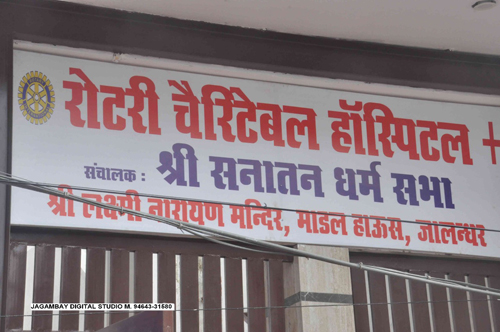 रोटरी चैरिटेबल हॉस्पिटल +
संचालक : श्री सनातन धर्म सभा
श्री लक्ष्मी नारायण मन्दिर, माडल हाऊस, जालन्धर
JAGAMBAY DIGITAL STUDIO M. 94643-31580